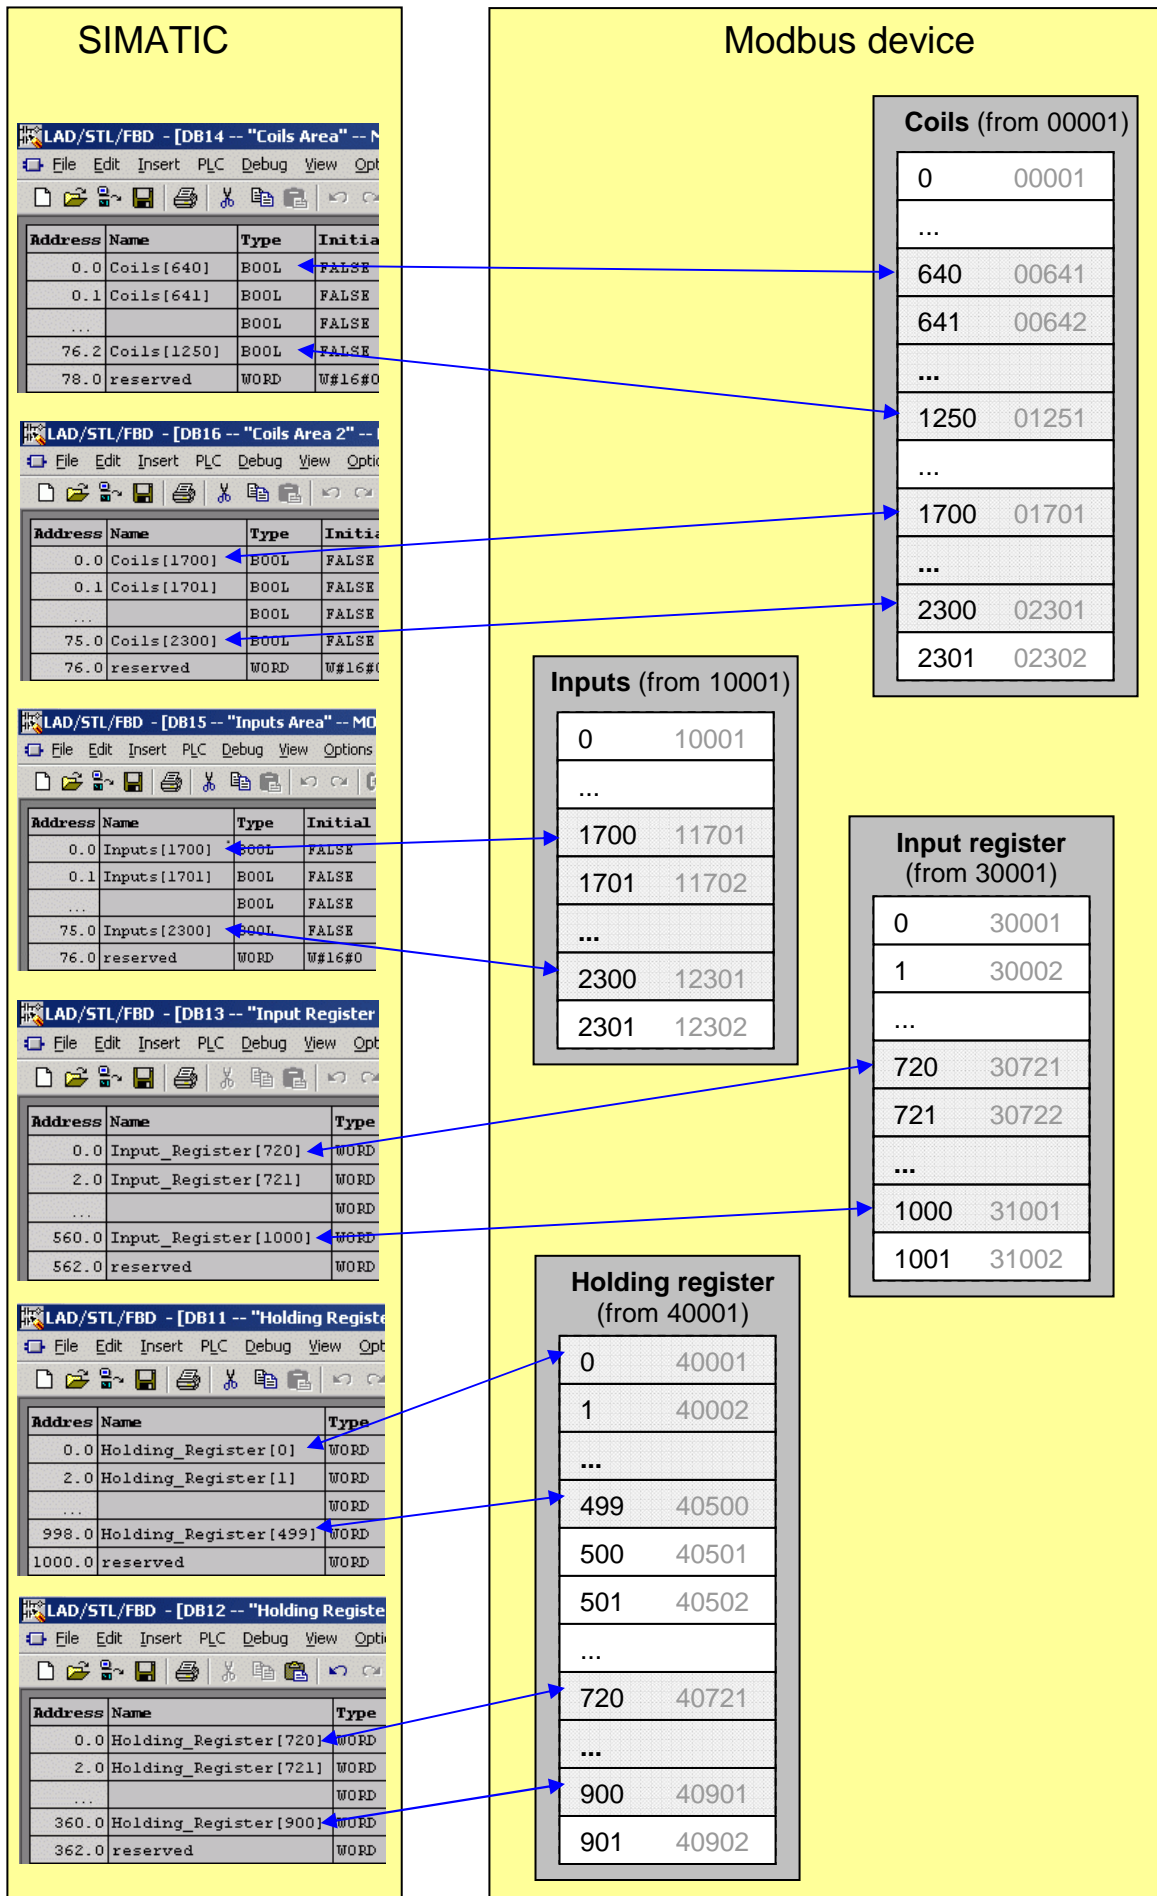 SIMATIC
LAD/STL/FBD - [DB14 -- "Coils Area" -- M
File Edit Insert PLC Debug View Opt
Address Name Type Initia
0.0 Coils[640] BOOL FALSE
0.1 Coils[641] BOOL FALSE
... BOOL FALSE
76.2 Coils[1250] BOOL FALSE
78.0 reserved WORD W#16#0
LAD/STL/FBD - [DB16 -- "Coils Area 2" --
File Edit Insert PLC Debug View Optio
Address Name Type Initia
0.0 Coils[1700] BOOL FALSE
0.1 Coils[1701] BOOL FALSE
... BOOL FALSE
75.0 Coils[2300] BOOL FALSE
76.0 reserved WORD W#16#0
LAD/STL/FBD - [DB15 -- "Inputs Area" -- MO
File Edit Insert PLC Debug View Options
Address Name Type Initial
0.0 Inputs[1700] BOOL FALSE
0.1 Inputs[1701] BOOL FALSE
... BOOL FALSE
75.0 Inputs[2300] BOOL FALSE
76.0 reserved WORD W#16#0
LAD/STL/FBD - [DB13 -- "Input Register
File Edit Insert PLC Debug View Opt
Address Name Type
0.0 Input_Register[720] WORD
2.0 Input_Register[721] WORD
... WORD
560.0 Input_Register[1000] WORD
562.0 reserved WORD
LAD/STL/FBD - [DB11 -- "Holding Registe
File Edit Insert PLC Debug View Opt
Addres Name Type
0.0 Holding_Register[0] WORD
2.0 Holding_Register[1] WORD
... WORD
998.0 Holding_Register[499] WORD
1000.0 reserved WORD
LAD/STL/FBD - [DB12 -- "Holding Registe
File Edit Insert PLC Debug View Opti
Address Name Type
0.0 Holding_Register[720] WORD
2.0 Holding_Register[721] WORD
... WORD
360.0 Holding_Register[900] WORD
362.0 reserved WORD
Modbus device
Coils (from 00001)
0 00001
...
640 00641
641 00642
...
1250 01251
...
1700 01701
...
2300 02301
2301 02302
Inputs (from 10001)
0 10001
...
1700 11701
1701 11702
...
2300 12301
2301 12302
Input register
(from 30001)
0 30001
1 30002
...
720 30721
721 30722
...
1000 31001
1001 31002
Holding register
(from 40001)
0 40001
1 40002
...
499 40500
500 40501
501 40502
...
720 40721
...
900 40901
901 40902